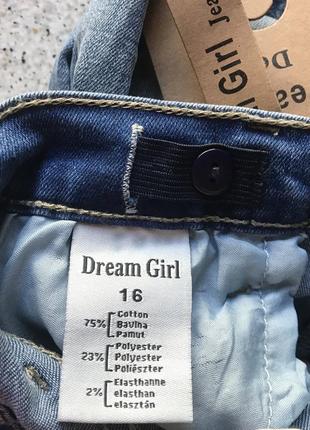 Girl Jea
Dream Girl
16
75% Cotton
Bavlna
Pamut
23% Polyester
Polyester
Poliészter
2% Elasthanne
elasthan
elasztán